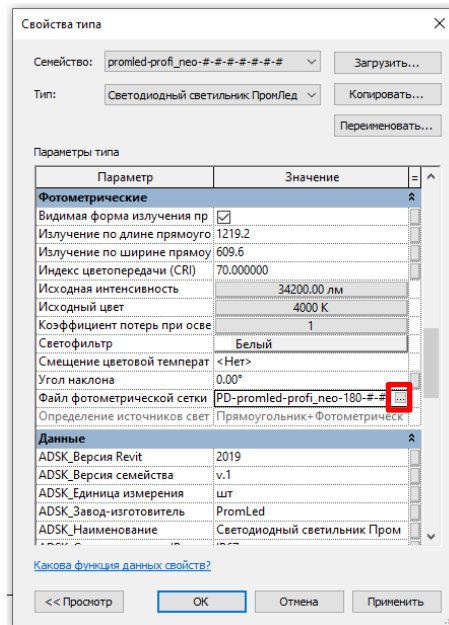 Свойства типа
Семейство: promled-profi_neo-#-#-#-#-#-#-# Загрузить...
Тип: Светодиодный светильник ПромЛед Копировать...
Переименовать...
Параметры типа
Параметр Значение =
Фотометрические
Видимая форма излучения пр
Излучение по длине прямоуго 1219.2
Излучение по ширине прямоу 609.6
Индекс цветопередачи (CRI) 70.000000
Исходная интенсивность 34200.00 лм
Исходный цвет 4000 K
Коэффициент потерь при осве 1
Светофильтр Белый
Смещение цветовой температ <Нет>
Угол наклона 0.00°
Файл фотометрической сетки PD-promled-profi_neo-180-#-# ...
Определение источников свет Прямоугольник+Фотометрическ
Данные
ADSK_Версия Revit 2019
ADSK_Версия семейства v.1
ADSK_Единица измерения шт
ADSK_Завод-изготовитель PromLed
ADSK_Наименование Светодиодный светильник Пром
Какова функция данных свойств?
<< Просмотр OK Отмена Применить